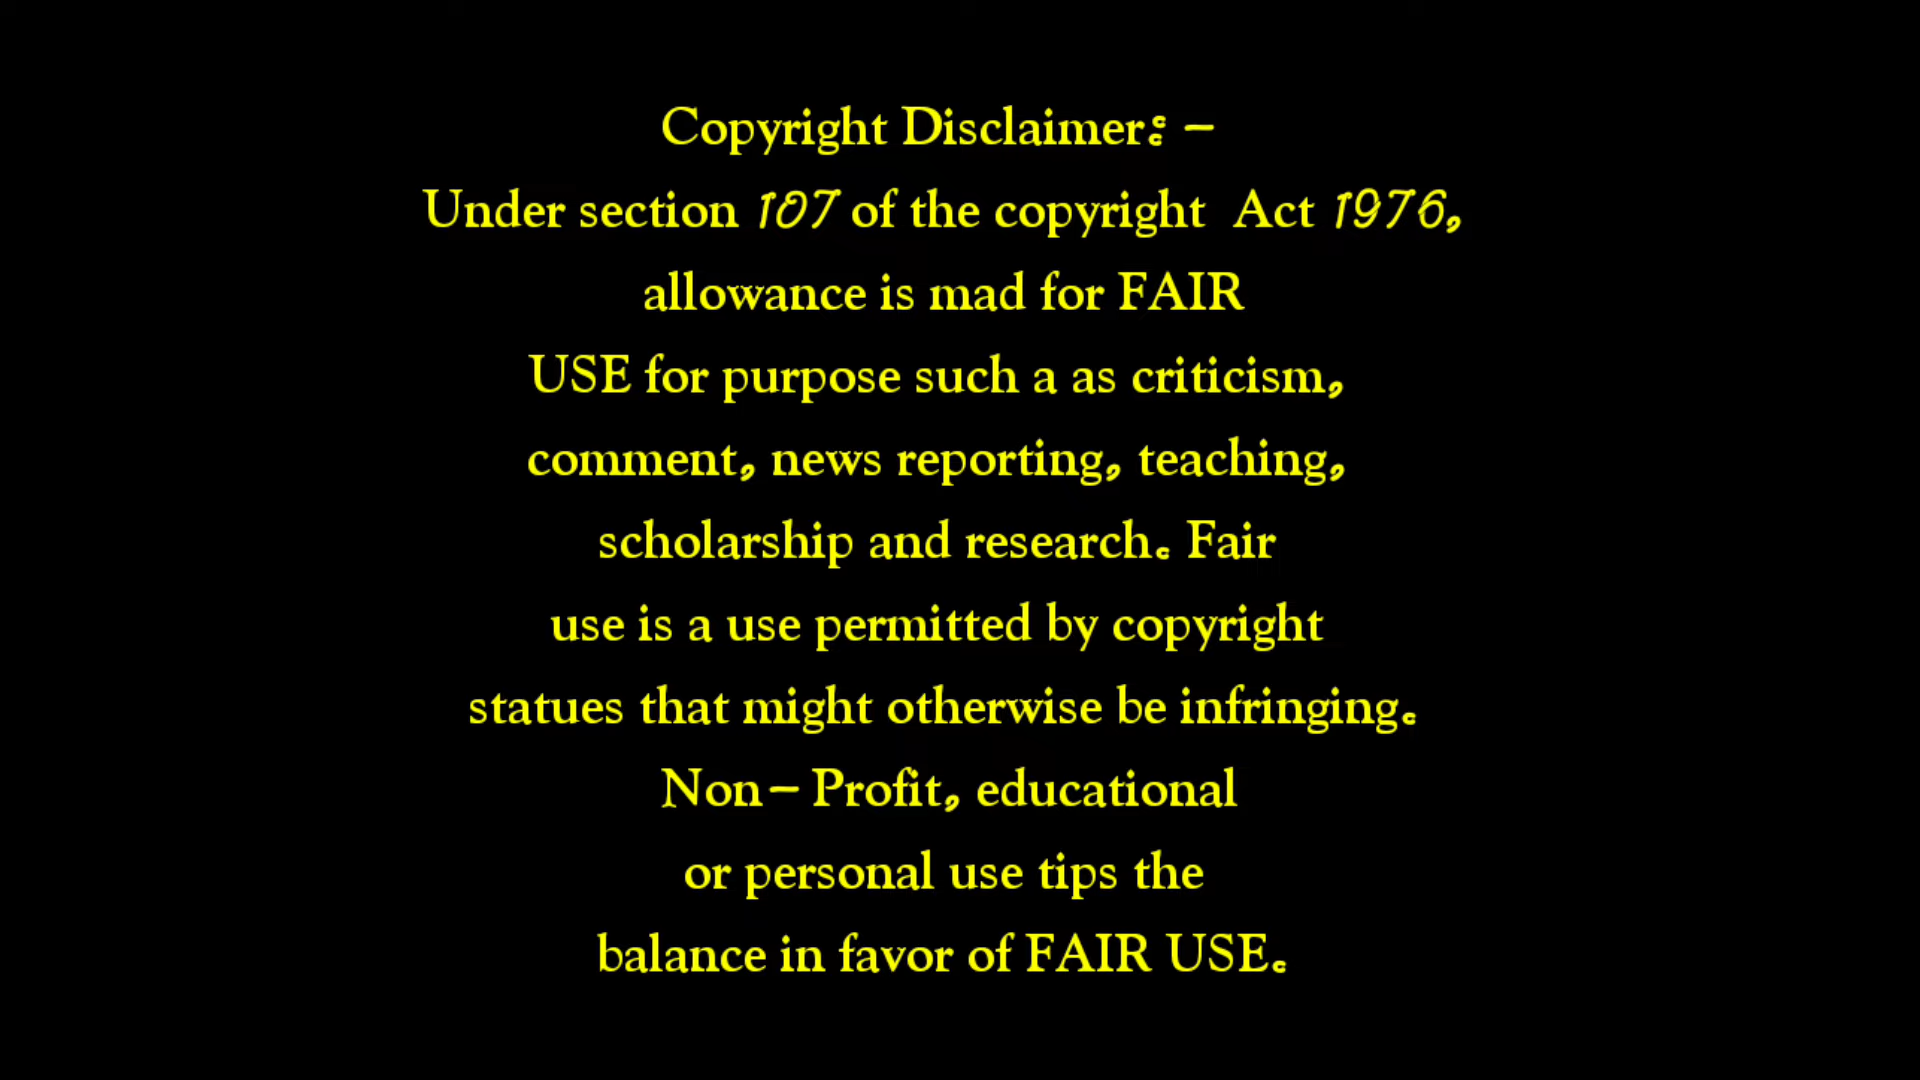 Copyright Disclaimer: -
Under section 107 of the copyright Act 1976,
allowance is mad for FAIR
USE for purpose such a as criticism,
comment, news reporting, teaching,
scholarship and research. Fair
use is a use permitted by copyright
statues that might otherwise be infringing.
Non- Profit, educational
or personal use tips the
balance in favor of FAIR USE.